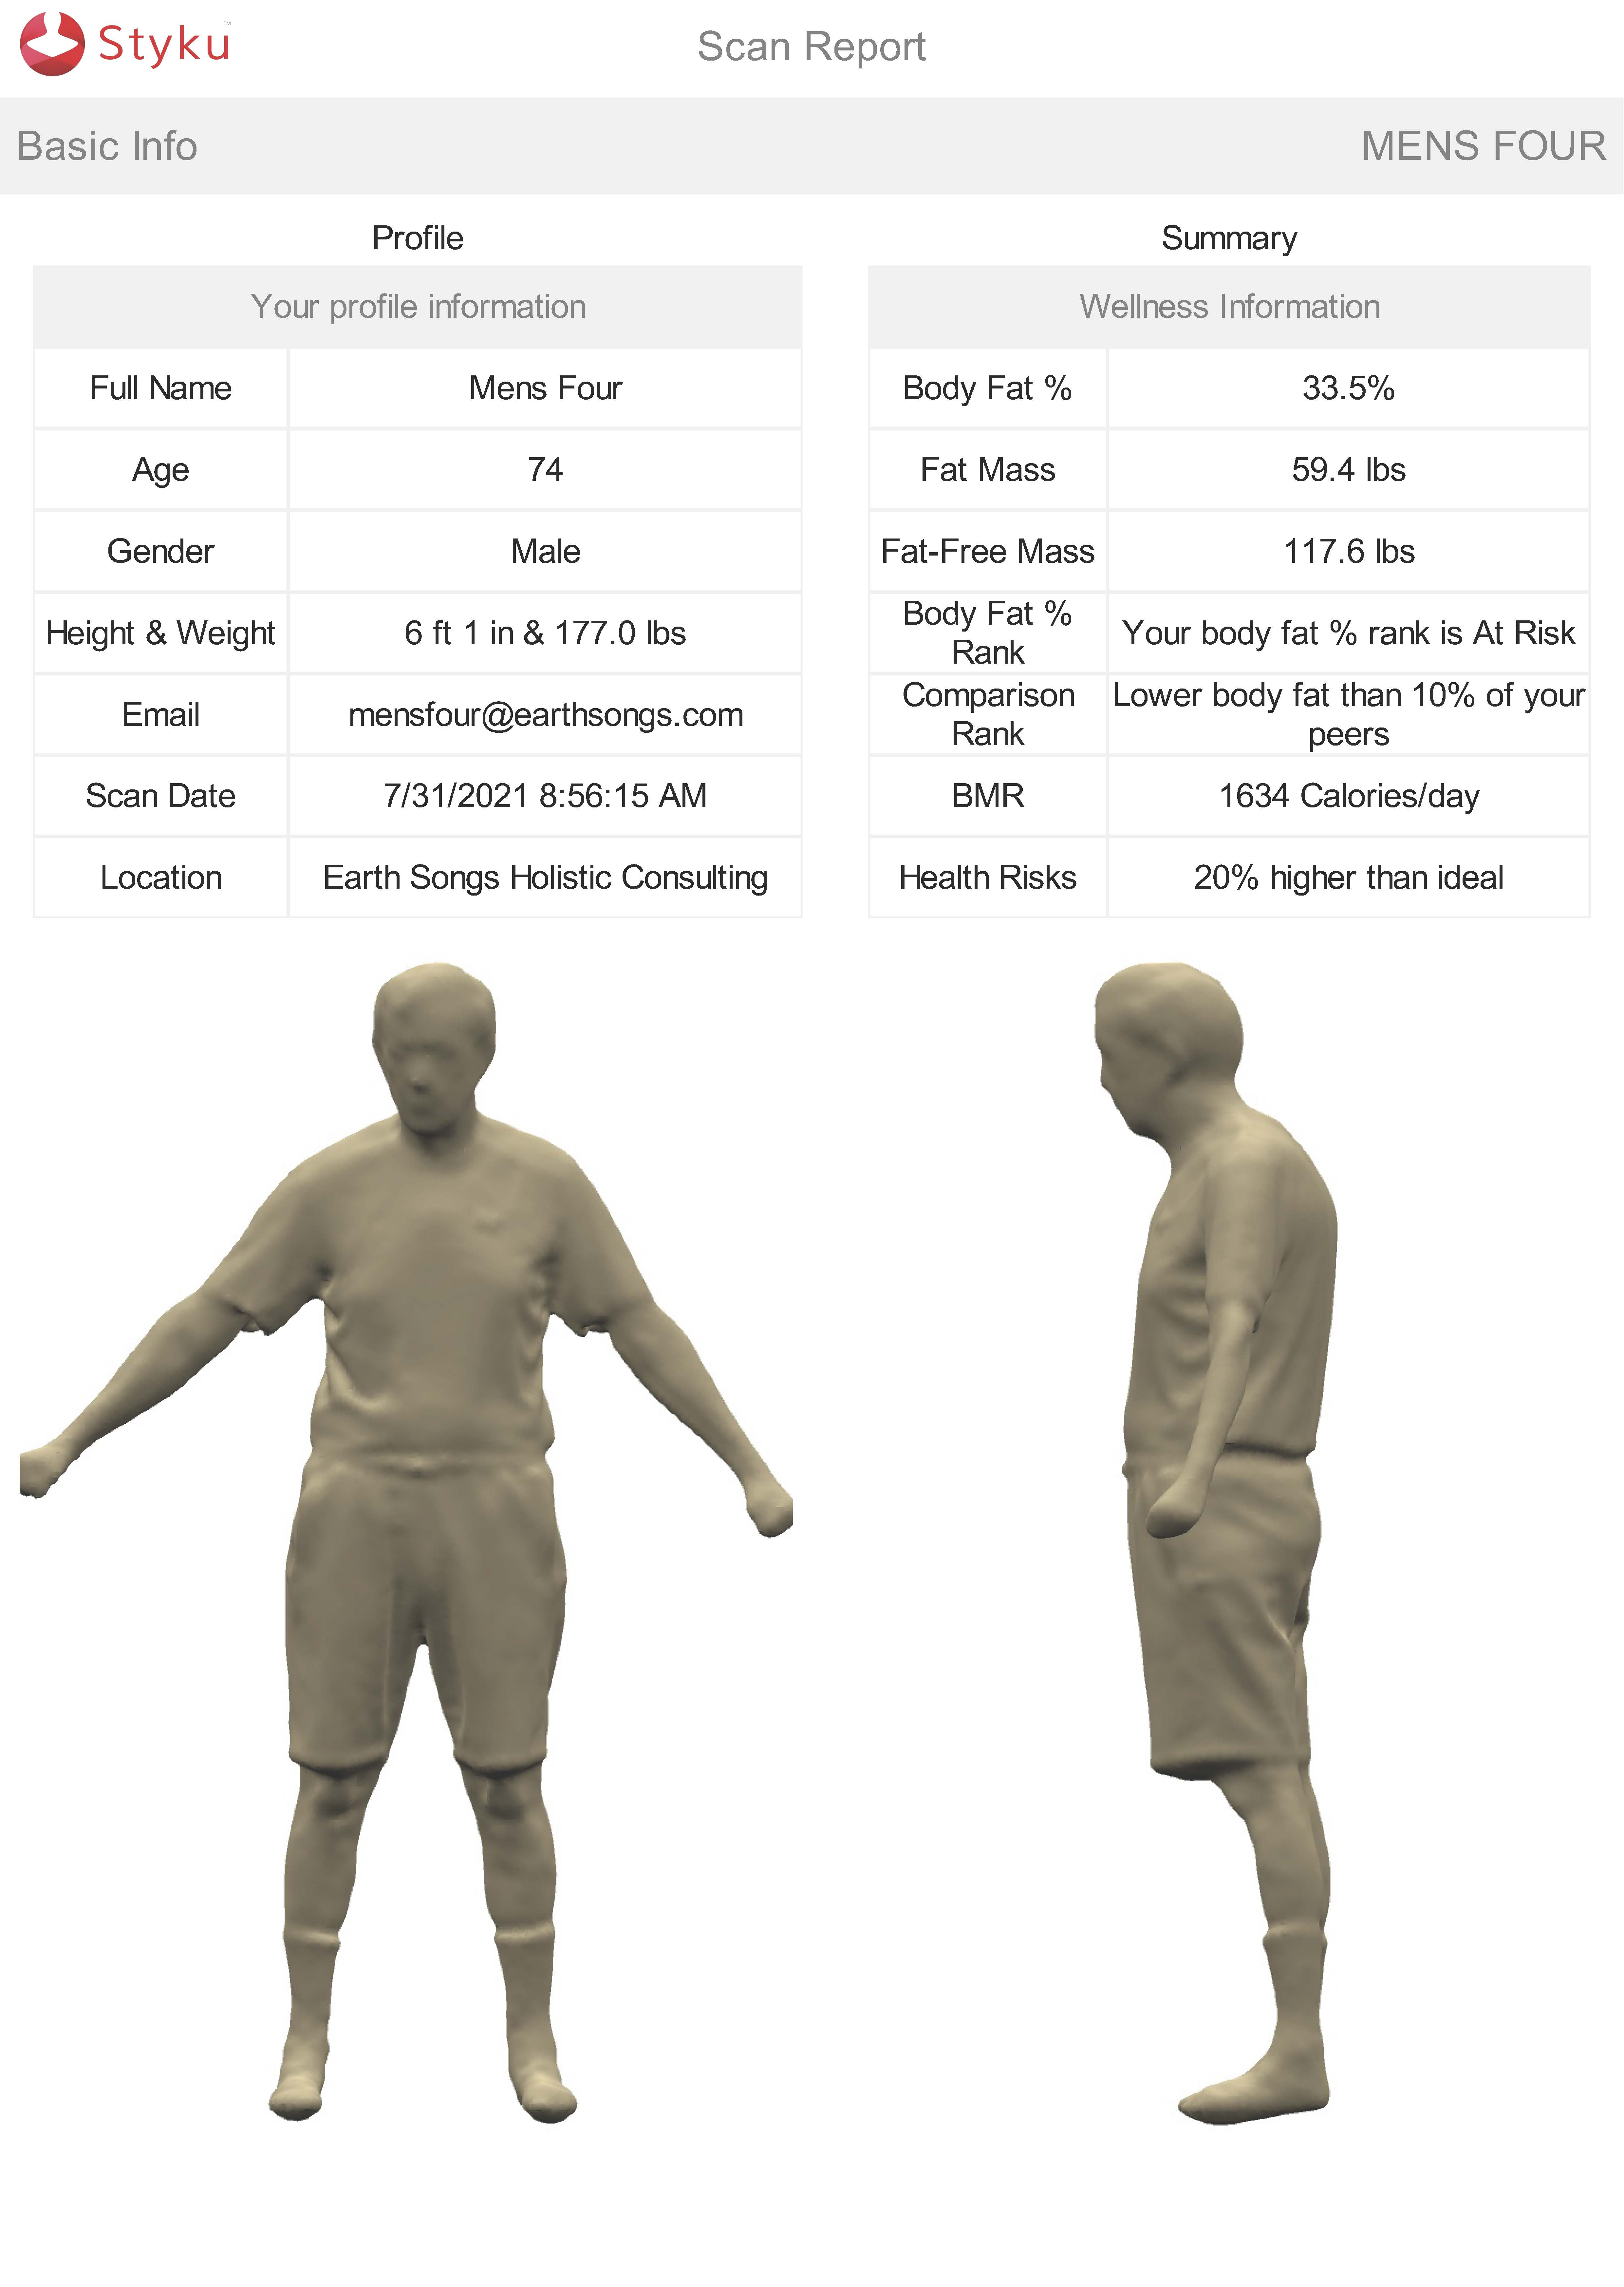 Styku™
Scan Report
Basic Info
MENS FOUR
Profile
Your profile information
Full Name Mens Four
Age 74
Gender Male
Height & Weight 6 ft 1 in & 177.0 lbs
Email mensfour@earthsongs.com
Scan Date 7/31/2021 8:56:15 AM
Location Earth Songs Holistic Consulting
Summary
Wellness Information
Body Fat % 33.5%
Fat Mass 59.4 lbs
Fat-Free Mass 117.6 lbs
Body Fat %
Rank
Your body fat % rank is At Risk
Comparison
Rank
Lower body fat than 10% of your
peers
BMR 1634 Calories/day
Health Risks 20% higher than ideal